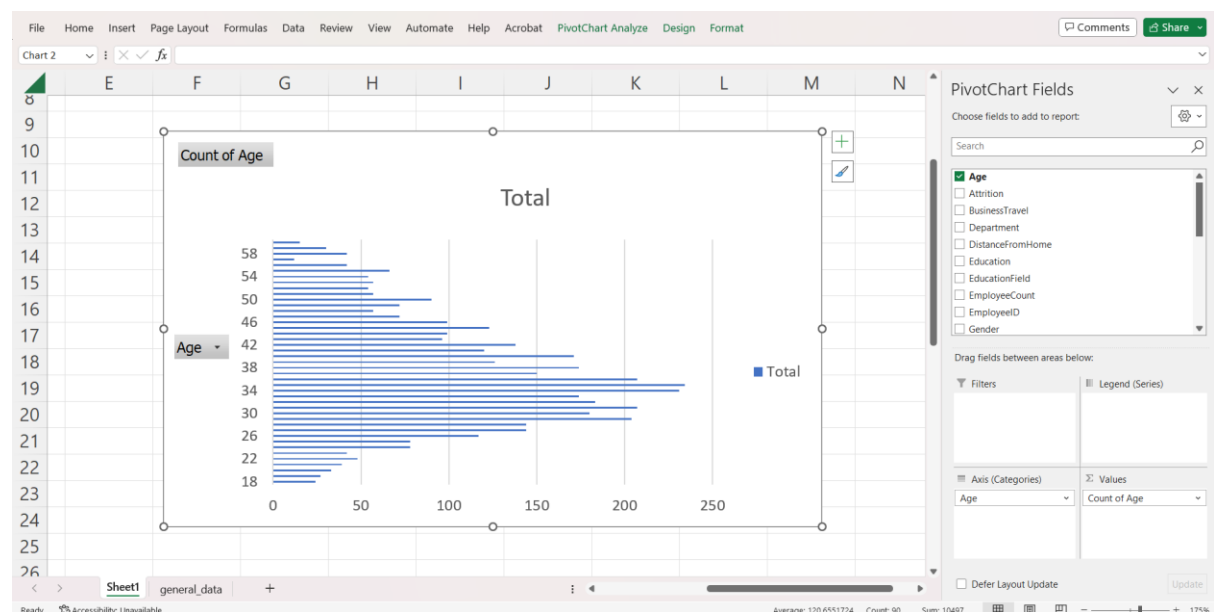 File Home Insert Page Layout Formulas Data Review View Automate Help Acrobat PivotChart Analyze Design Format Comments Share
Chart 2 fx
E F G H I J K L M N
8
9
10
11
12
13
14
15
16
17
18
19
20
21
22
23
24
25
26
Count of Age
Total
58
54
50
46
42
38
34
30
26
22
18
Age
0 50 100 150 200 250
Total
PivotChart Fields
Choose fields to add to report:
Search
Age
Attrition
BusinessTravel
Department
DistanceFromHome
Education
EducationField
EmployeeCount
EmployeeID
Gender
Drag fields between areas below:
Filters Legend (Series)
Axis (Categories) Σ Values
Age Count of Age
Defer Layout Update Update
Sheet1 general_data +
Ready Accessibility: Unavailable Average: 120.6551724 Count: 90 Sum: 10497 175%